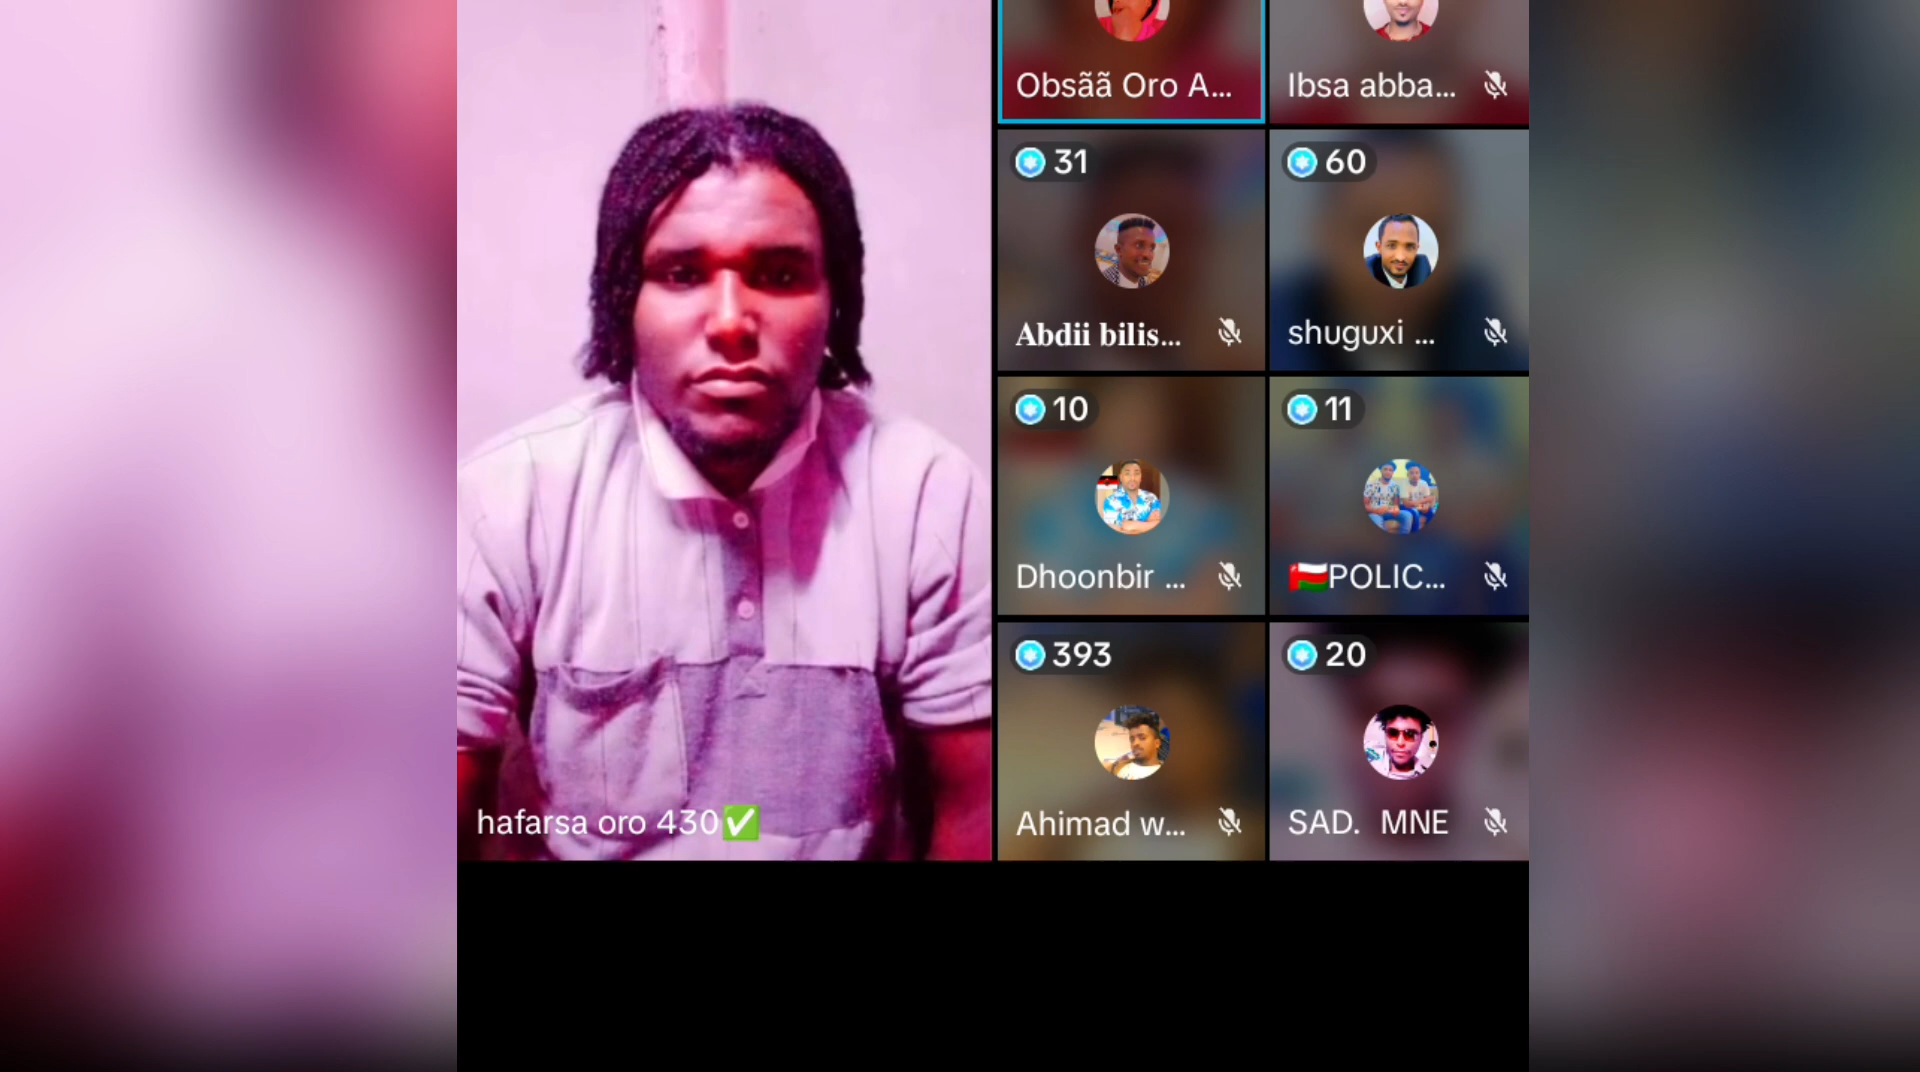 Obsãã Oro A...
Ibsa abba...
31
60
𝐀𝐛𝐝𝐢𝐢 𝐛𝐢𝐥𝐢𝐬...
shuguxi ...
10
11
Dhoonbir ...
🇴🇲POLIC...
393
20
hafarsa oro 430✅
Ahimad w...
SAD. MNE